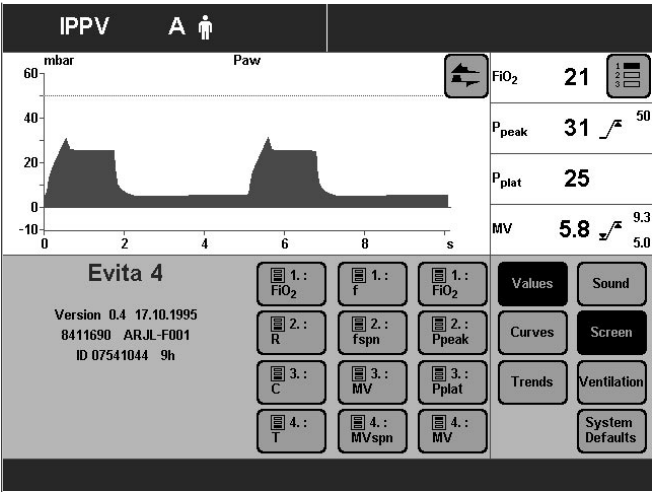 IPPV A
mbar Paw
60
40
20
0
-10
0 2 4 6 8 s
FiO2 21
1
2
3
Ppeak 31 50
Pplat 25
MV 5.8 9.3
5.0
Evita 4
Version 0.4 17.10.1995
8411690 ARJL-F001
ID 07541044 9h
1. :
FiO2
1. :
f
1. :
FiO2
2. :
R
2. :
fspn
2. :
Ppeak
3. :
C
3. :
MV
3. :
Pplat
4. :
T
4. :
MVspn
4. :
MV
Values
Sound
Curves
Screen
Trends
Ventilation
System
Defaults